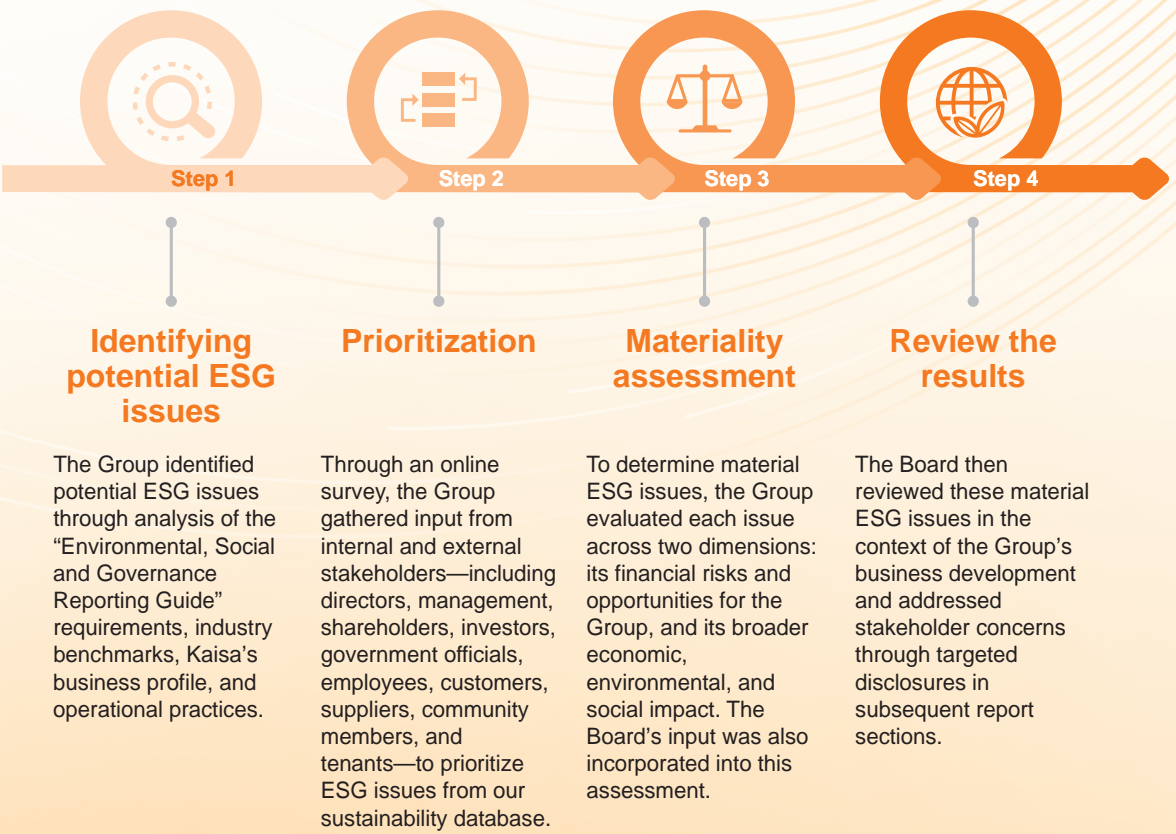 Step 1
Step 2
Step 3
Step 4
Identifying
potential ESG
issues
The Group identified
potential ESG issues
through analysis of the
“Environmental, Social
and Governance
Reporting Guide”
requirements, industry
benchmarks, Kaisa’s
business profile, and
operational practices.
Prioritization
Through an online
survey, the Group
gathered input from
internal and external
stakeholders—including
directors, management,
shareholders, investors,
government officials,
employees, customers,
suppliers, community
members, and
tenants—to prioritize
ESG issues from our
sustainability database.
Materiality
assessment
To determine material
ESG issues, the Group
evaluated each issue
across two dimensions:
its financial risks and
opportunities for the
Group, and its broader
economic,
environmental, and
social impact. The
Board’s input was also
incorporated into this
assessment.
Review the
results
The Board then
reviewed these material
ESG issues in the
context of the Group’s
business development
and addressed
stakeholder concerns
through targeted
disclosures in
subsequent report
sections.